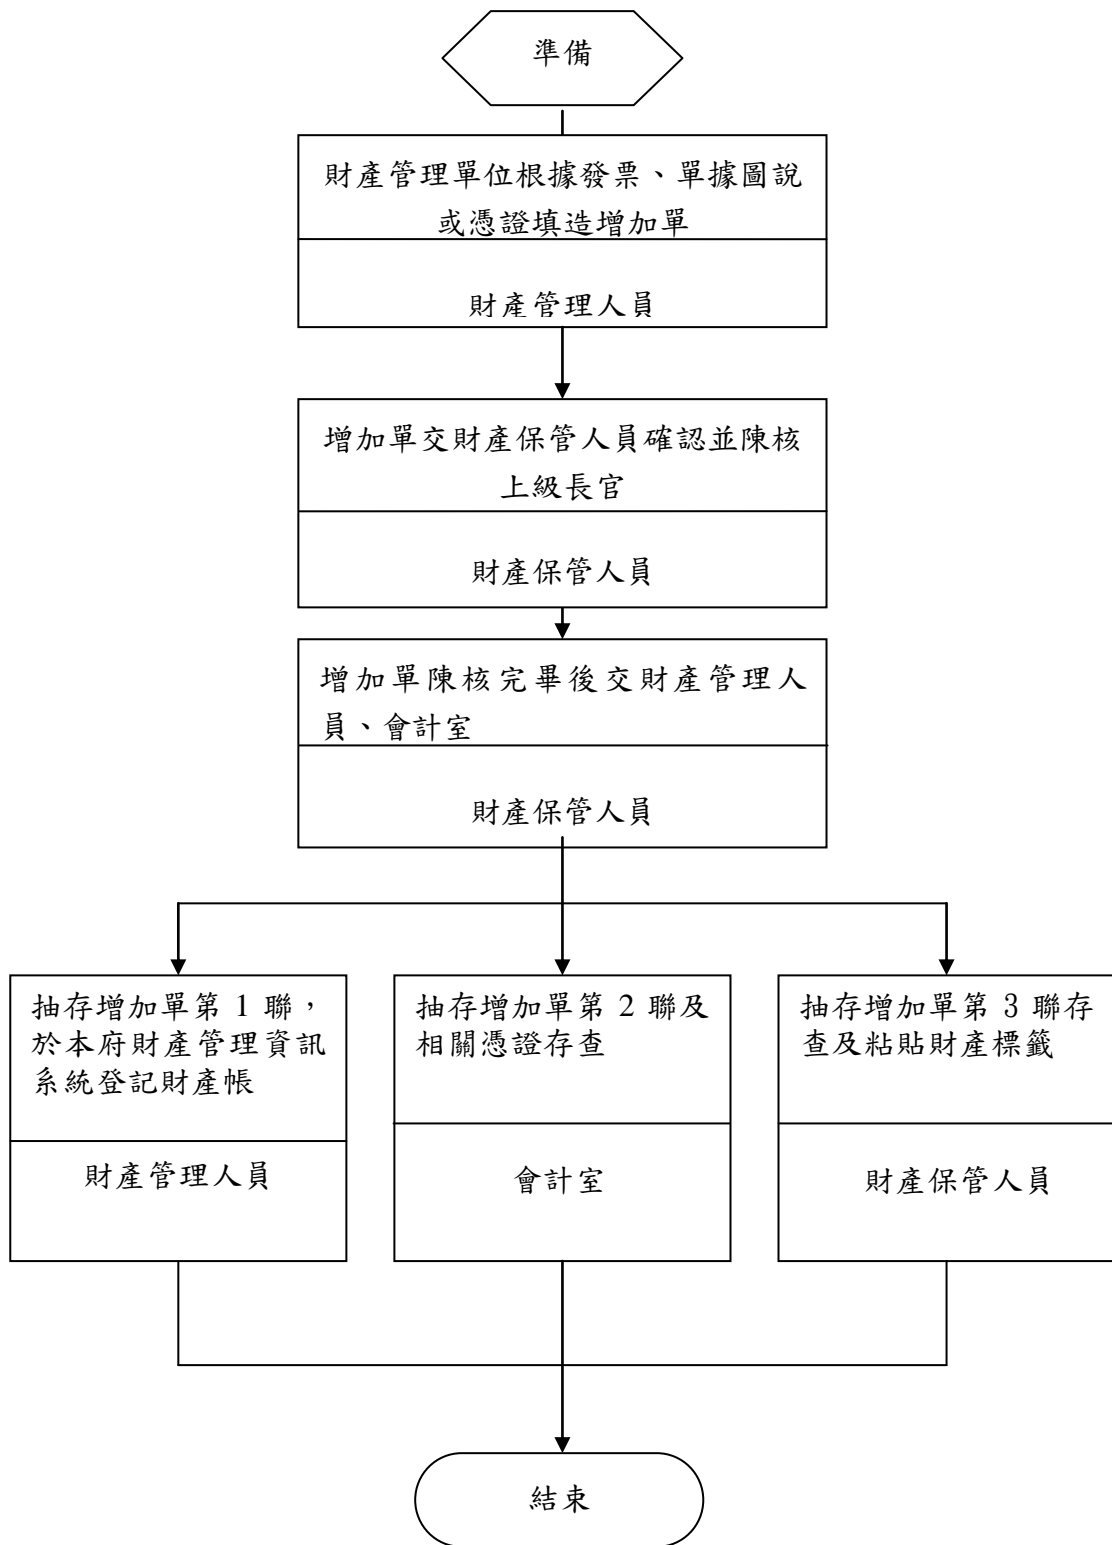 準備
財產管理單位根據發票、單據圖說
或憑證填造增加單
財產管理人員
增加單交財產保管人員確認並陳核
上級長官
財產保管人員
增加單陳核完畢後交財產管理人
員、會計室
財產保管人員
抽存增加單第 1 聯，
於本府財產管理資訊
系統登記財產帳
財產管理人員
抽存增加單第 2 聯及
相關憑證存查
會計室
抽存增加單第 3 聯存
查及粘貼財產標籤
財產保管人員
結束